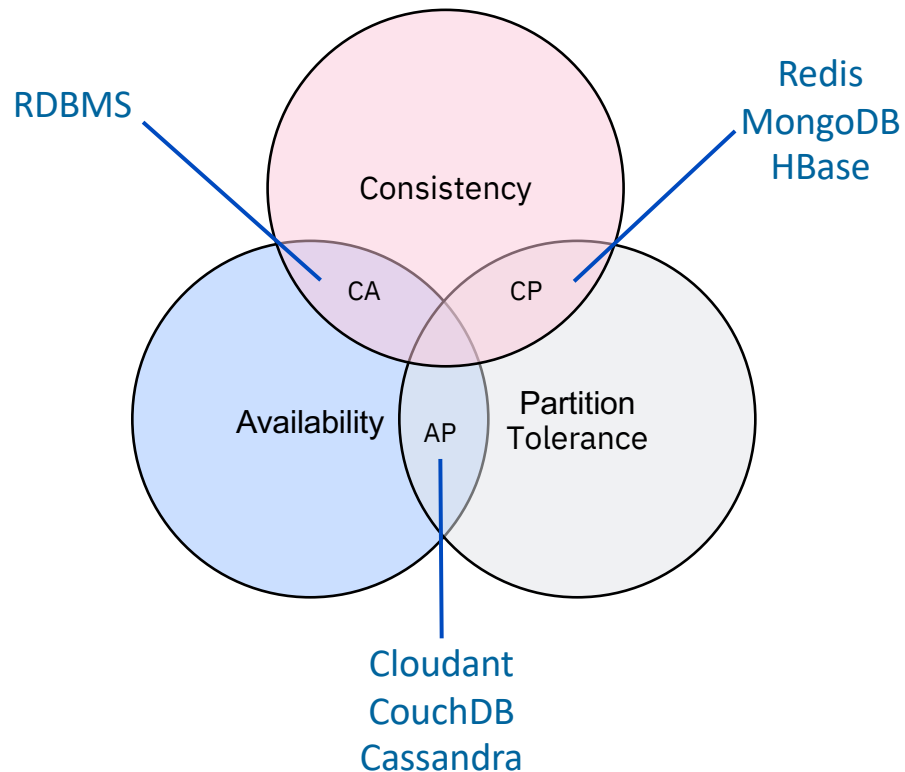 RDBMS
Redis
MongoDB
HBase
Consistency
CA
CP
Availability
AP
Partition
Tolerance
Cloudant
CouchDB
Cassandra